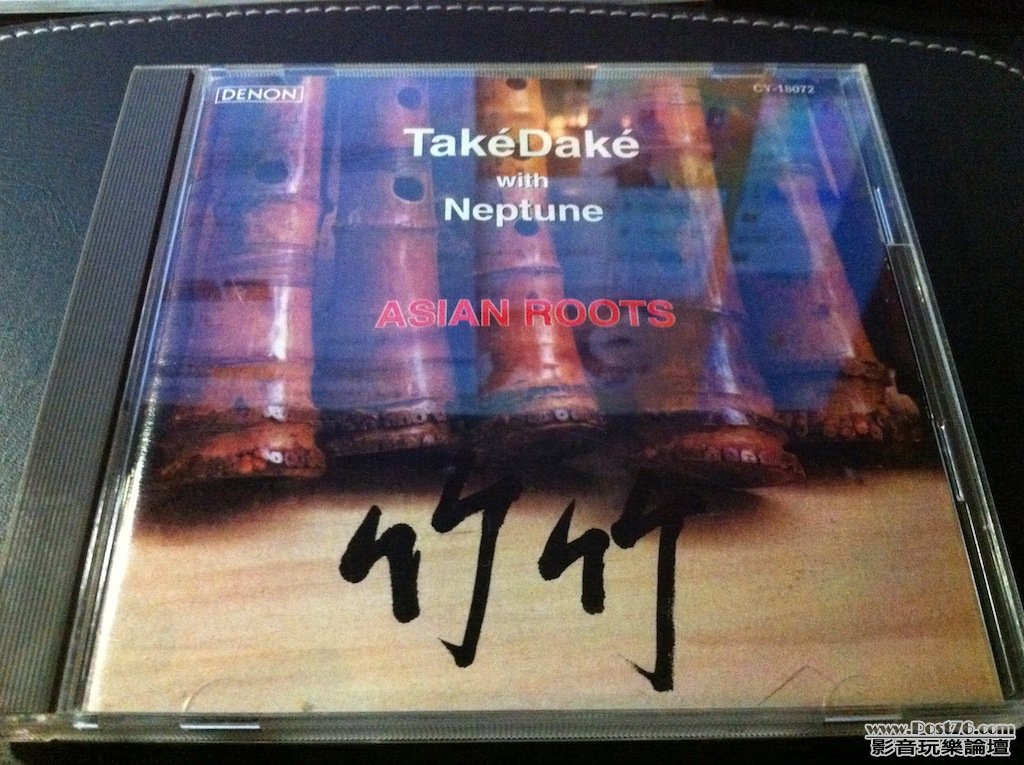 DENON
CY-18072
TakéDaké
with
Neptune
ASIAN ROOTS
竹竹
www.Post76.com
影音玩樂論壇